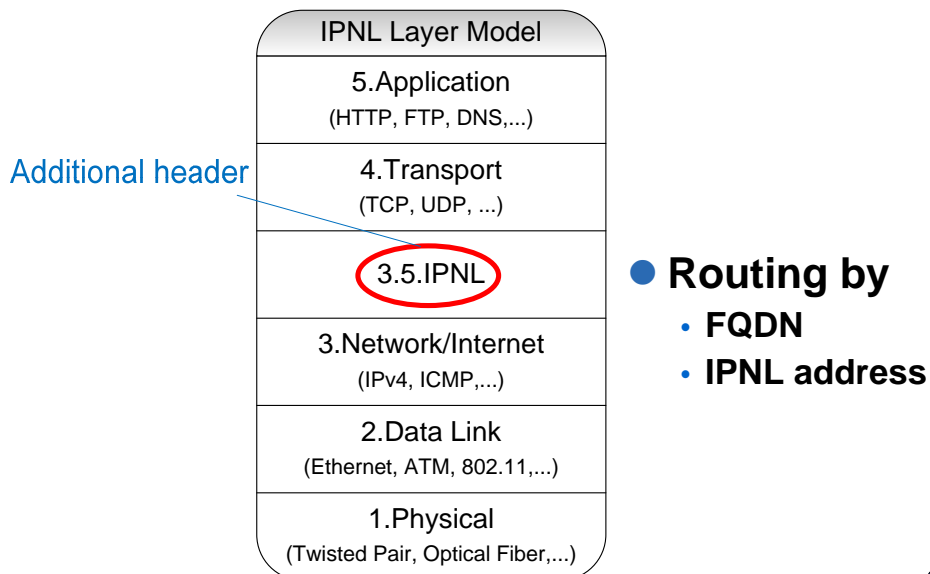 IPNL Layer Model
5.Application
(HTTP, FTP, DNS,...)
Additional header
4.Transport
(TCP, UDP, ...)
3.5.IPNL
● Routing by
• FQDN
• IPNL address
3.Network/Internet
(IPv4, ICMP,...)
2.Data Link
(Ethernet, ATM, 802.11,...)
1.Physical
(Twisted Pair, Optical Fiber,...)